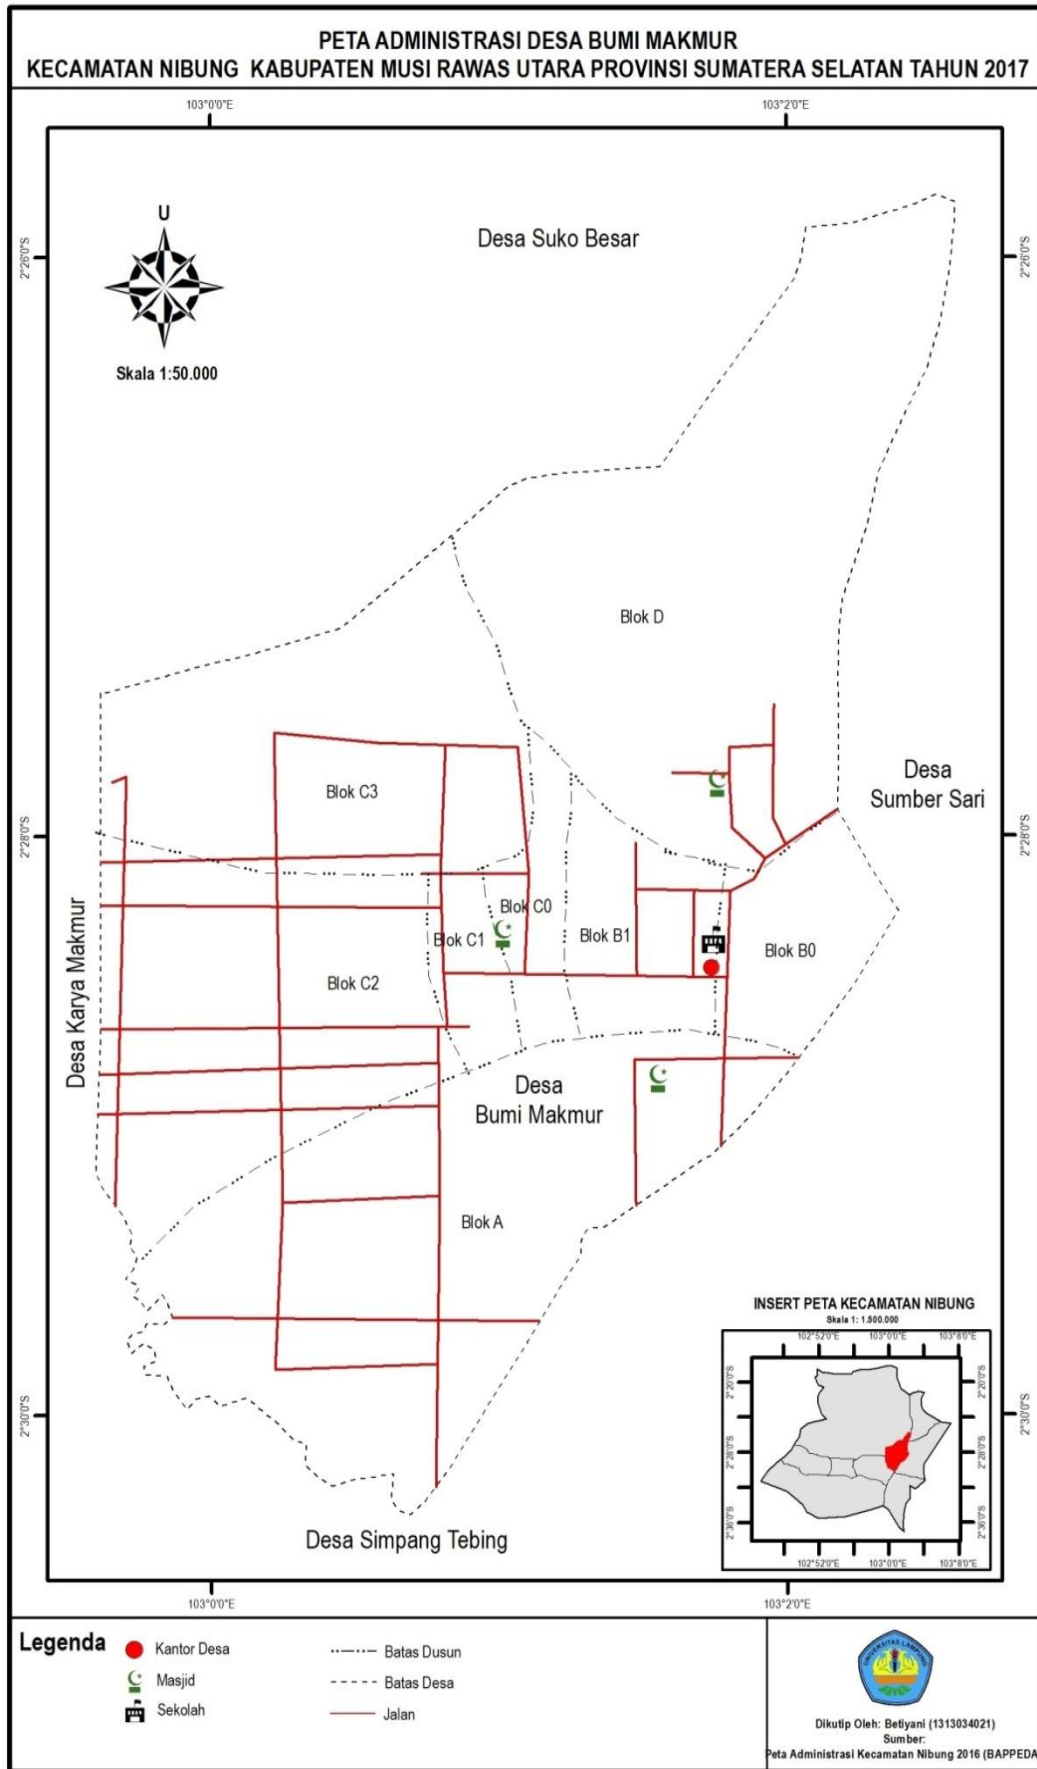 PETA ADMINISTRASI DESA BUMI MAKMUR
KECAMATAN NIBUNG KABUPATEN MUSI RAWAS UTARA PROVINSI SUMATERA SELATAN TAHUN 2017
103°0'0"E
103°2'0"E
U
Skala 1:50.000
2°26'0"S
2°26'0"S
Desa Suko Besar
Blok D
Desa
Sumber Sari
Blok C3
2°28'0"S
2°28'0"S
Blok C0
Blok C1
Blok B1
Blok B0
Blok C2
Desa Karya Makmur
Desa
Bumi Makmur
Blok A
2°30'0"S
2°30'0"S
Desa Simpang Tebing
INSERT PETA KECAMATAN NIBUNG
Skala 1: 1.500.000
102°52'0"E
103°0'0"E
103°8'0"E
2°20'0"S
2°20'0"S
2°28'0"S
2°28'0"S
2°36'0"S
2°36'0"S
102°52'0"E
103°0'0"E
103°8'0"E
103°0'0"E
103°2'0"E
Legenda
Kantor Desa
Masjid
Sekolah
Batas Dusun
Batas Desa
Jalan
UNIVERSITAS LAMPUNG
Dikutip Oleh: Betiyani (1313034021)
Sumber:
Peta Administrasi Kecamatan Nibung 2016 (BAPPEDA